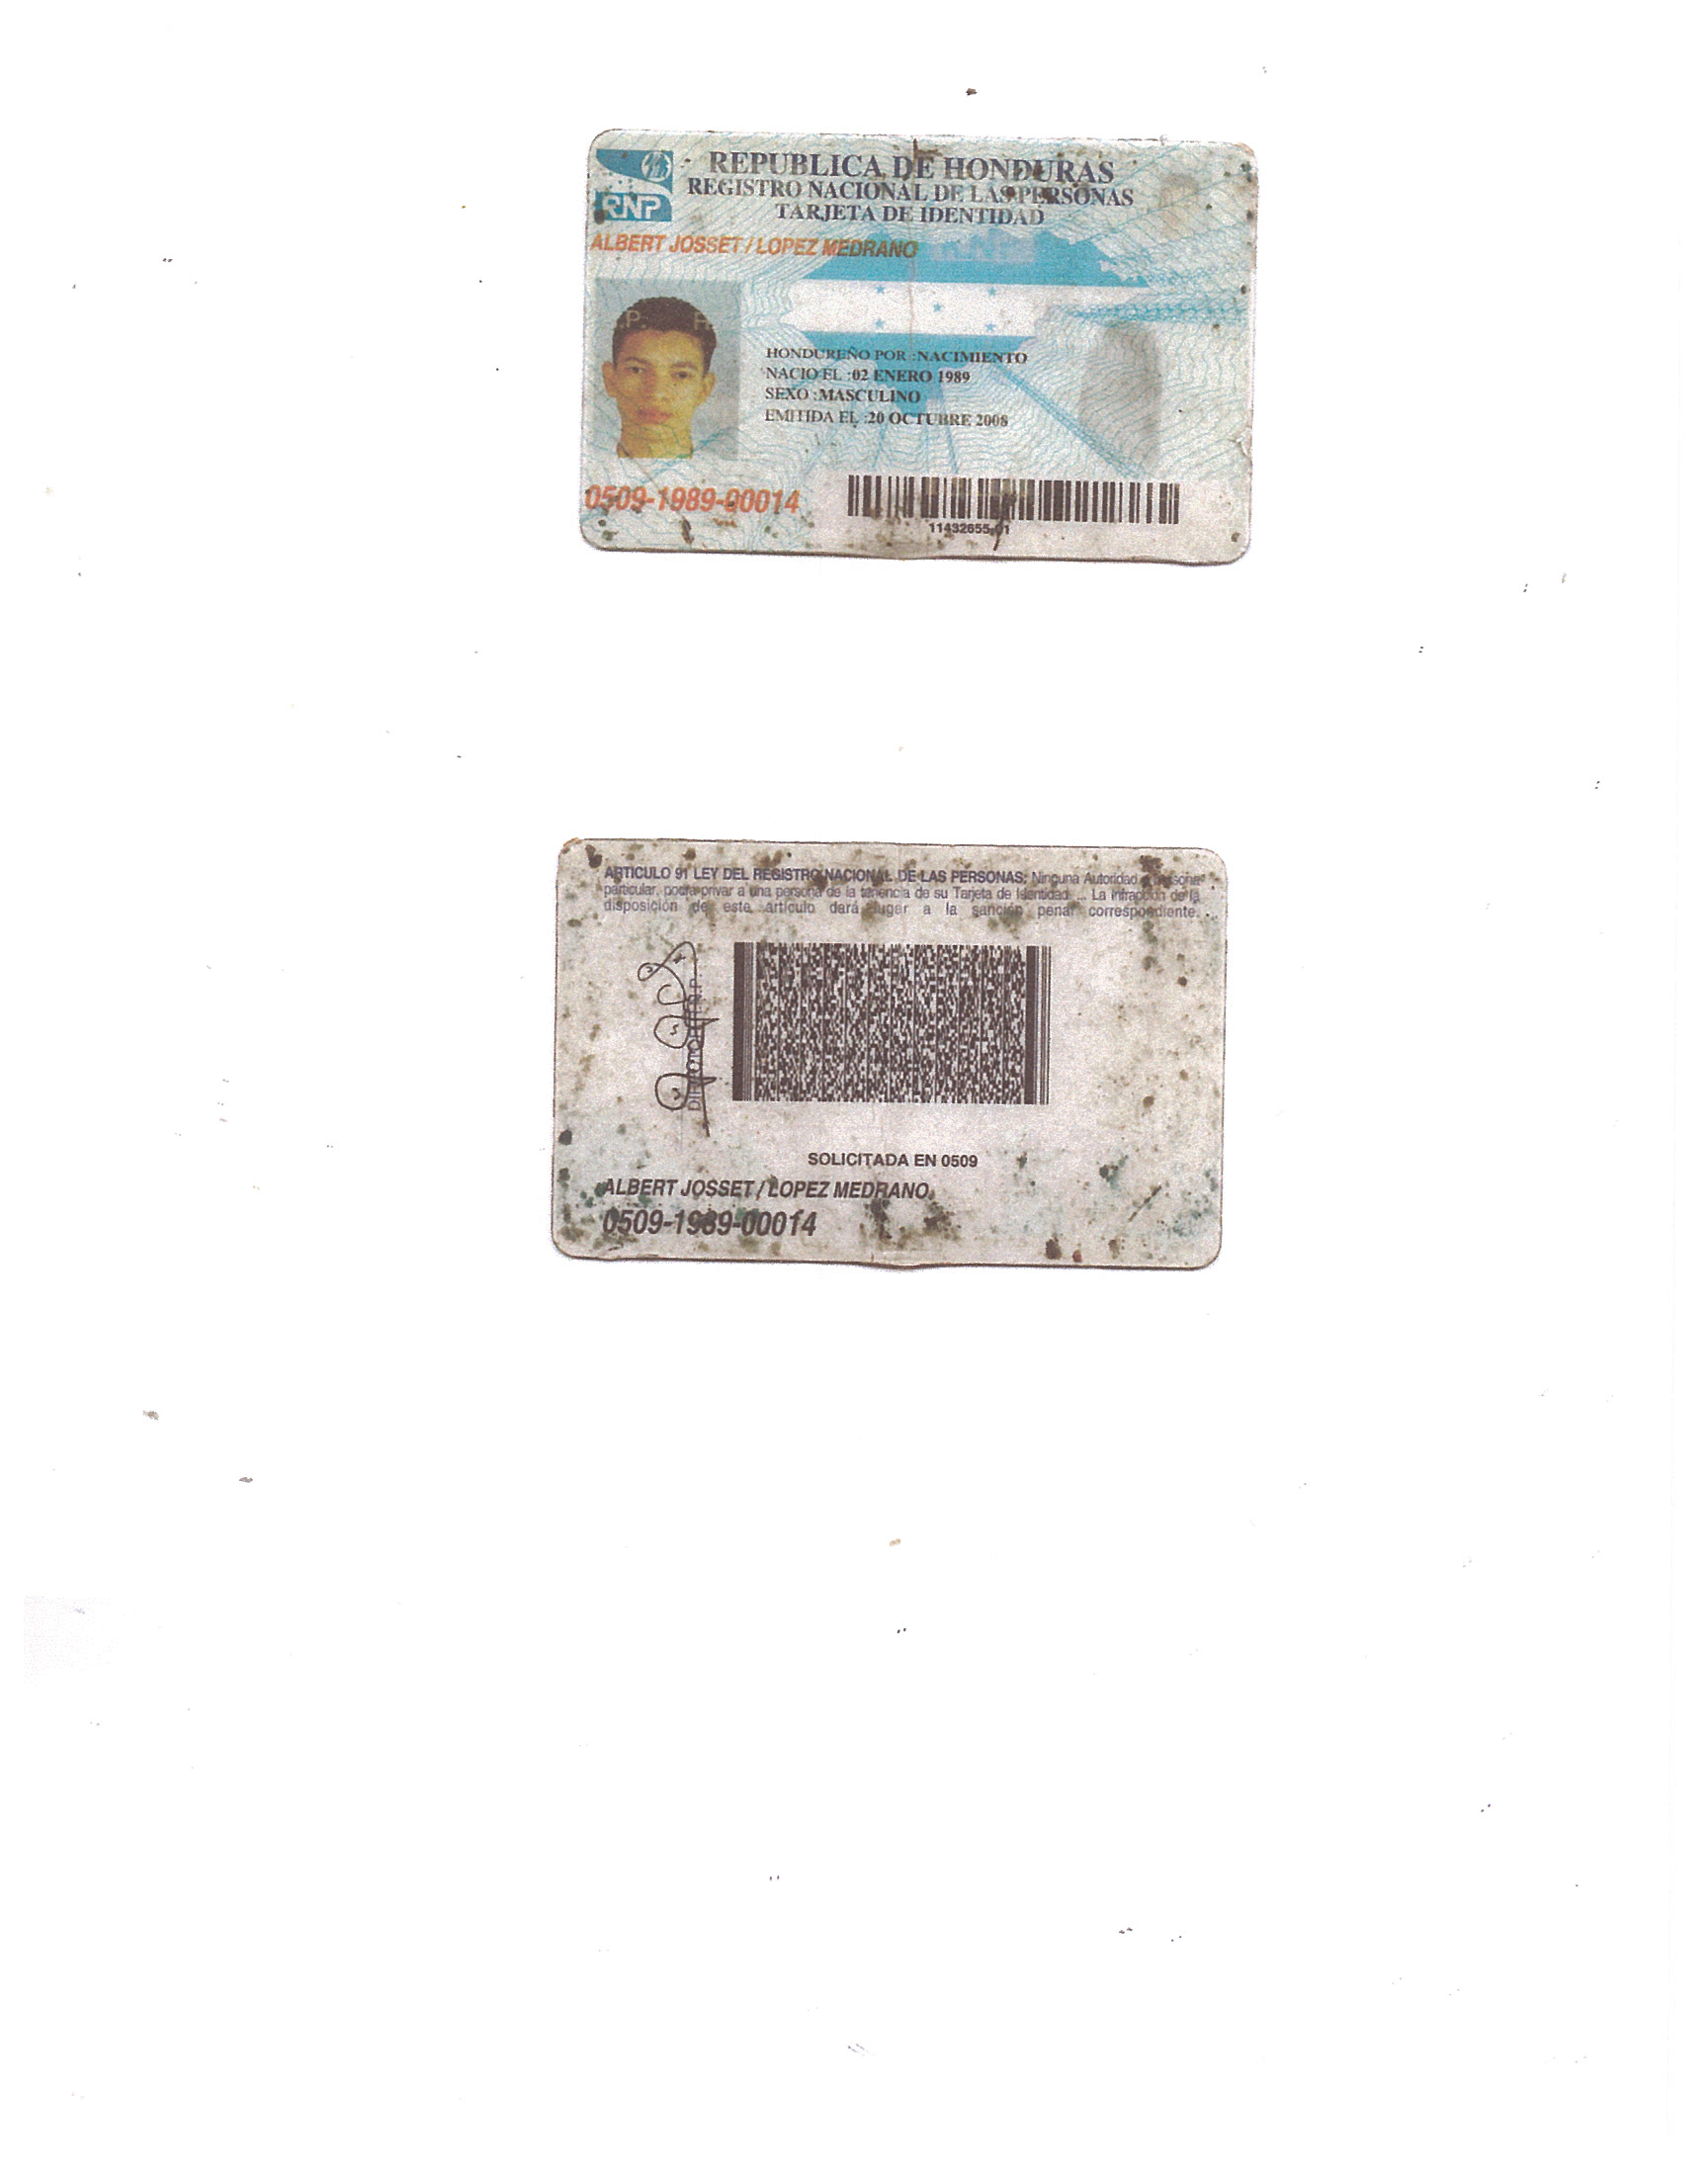 REPUBLICA DE HONDURAS
REGISTRO NACIONAL DE LAS PERSONAS
TARJETA DE IDENTIDAD
RNP
ALBERT JOSSET / LOPEZ MEDRANO
HONDUREÑO POR :NACIMIENTO
NACIO EL :02 ENERO 1989
SEXO :MASCULINO
EMITIDA EL :20 OCTUBRE 2008
0509-1989-00014
11432655-01
ARTICULO 91 LEY DEL REGISTRO NACIONAL DE LAS PERSONAS: Ninguna Autoridad o persona
particular, podra privar a una persona de la tenencia de su Tarjeta de Identidad ... La infracción de la
disposición de este artículo dará lugar a la sanción penal correspondiente.
SOLICITADA EN 0509
ALBERT JOSSET / LOPEZ MEDRANO
0509-1989-00014